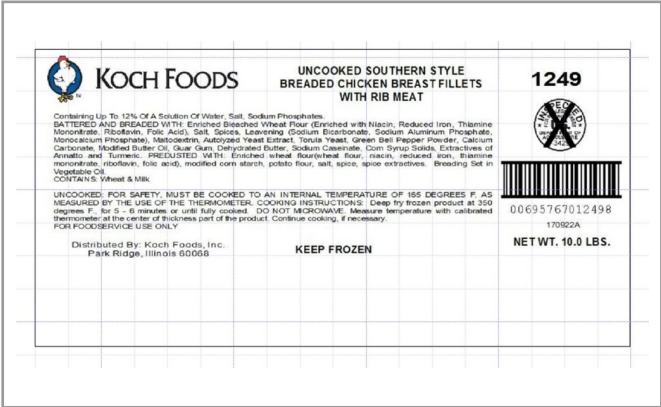 KOCH FOODS
UNCOOKED SOUTHERN STYLE
BREADED CHICKEN BREAST FILLETS
WITH RIB MEAT
1249
Containing Up To 12% Of A Solution Of Water, Salt, Sodium Phosphates.
BATTERED AND BREADED WITH: Enriched Bleached Wheat Flour (Enriched with Niacin, Reduced Iron, Thiamine
Mononitrate, Riboflavin, Folic Acid), Salt, Spices, Leavening (Sodium Bicarbonate, Sodium Aluminum Phosphate,
Monocalcium Phosphate), Maltodextrin, Autolyzed Yeast Extract, Torula Yeast, Green Bell Pepper Powder, Calcium
Carbonate, Modified Butter Oil, Guar Gum, Dehydrated Butter, Sodium Caseinate, Corn Syrup Solids, Extractives of
Annatto and Turmeric. PREDUSTED WITH: Enriched wheat flour(wheat flour, niacin, reduced iron, thiamine
mononitrate, riboflavin, folic acid), modified corn starch, potato flour, salt, spice, spice extractives. Breading Set in
Vegetable Oil.
CONTAINS: Wheat & Milk
UNCOOKED: FOR SAFETY, MUST BE COOKED TO AN INTERNAL TEMPERATURE OF 165 DEGREES F. AS
MEASURED BY THE USE OF THE THERMOMETER. COOKING INSTRUCTIONS: Deep fry frozen product at 350
degrees F., for 5 - 6 minutes or until fully cooked. DO NOT MICROWAVE. Measure temperature with calibrated
thermometer at the center of thickness part of the product. Continue cooking, if necessary.
FOR FOODSERVICE USE ONLY
INSPECTED
00695767012498
170922A
Distributed By: Koch Foods, Inc.
Park Ridge, Illinois 60068
KEEP FROZEN
NET WT. 10.0 LBS.